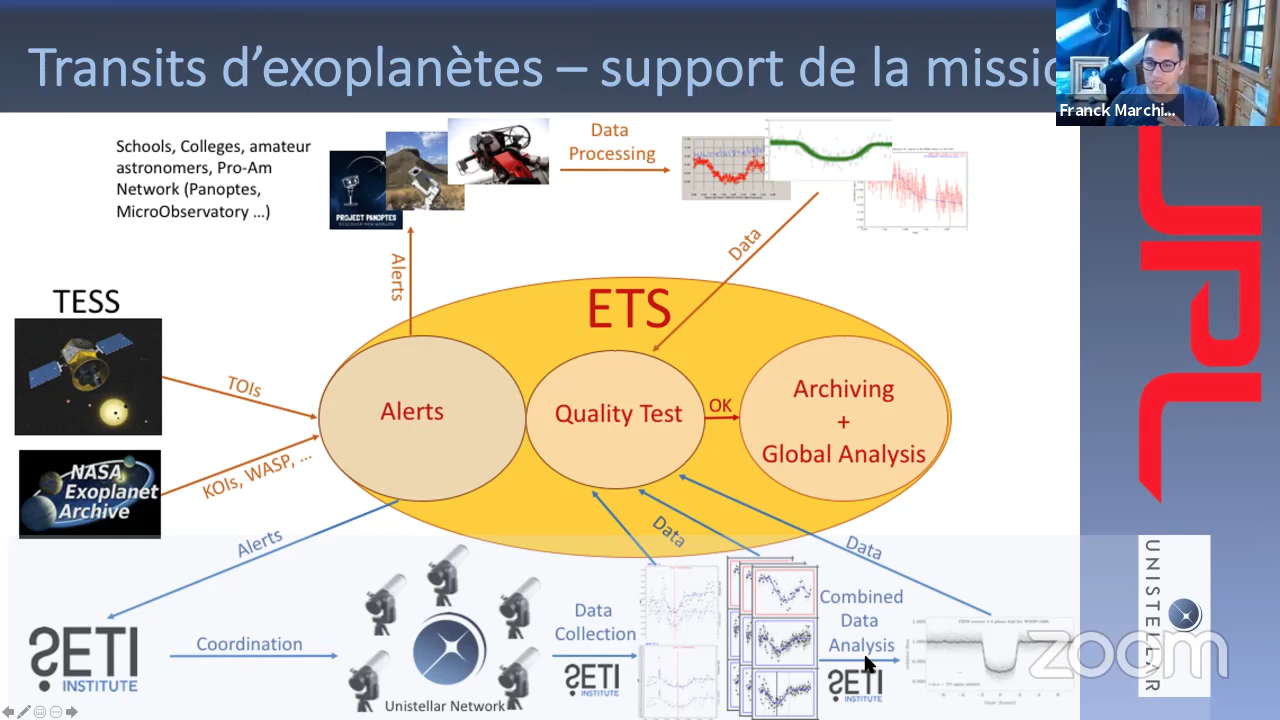 Transits d'exoplanètes – support de la missio
Franck Marchi...
Schools, Colleges, amateur
astronomers, Pro-Am
Network (Panoptes,
MicroObservatory ...)
PROJECT PANOPTES
Data
Processing
Alerts
Data
ETS
TESS
TOIs
NASA
Exoplanet
Archive
KOIs, WASP, ...
Alerts
Quality Test
OK
Archiving
+
Global Analysis
JPL
Alerts
Data
Data
SETI
INSTITUTE
Coordination
Unistellar Network
Data
Collection
SETI
INSTITUTE
Combined
Data
Analysis
SETI
INSTITUTE
UNISTELLAR
zoom